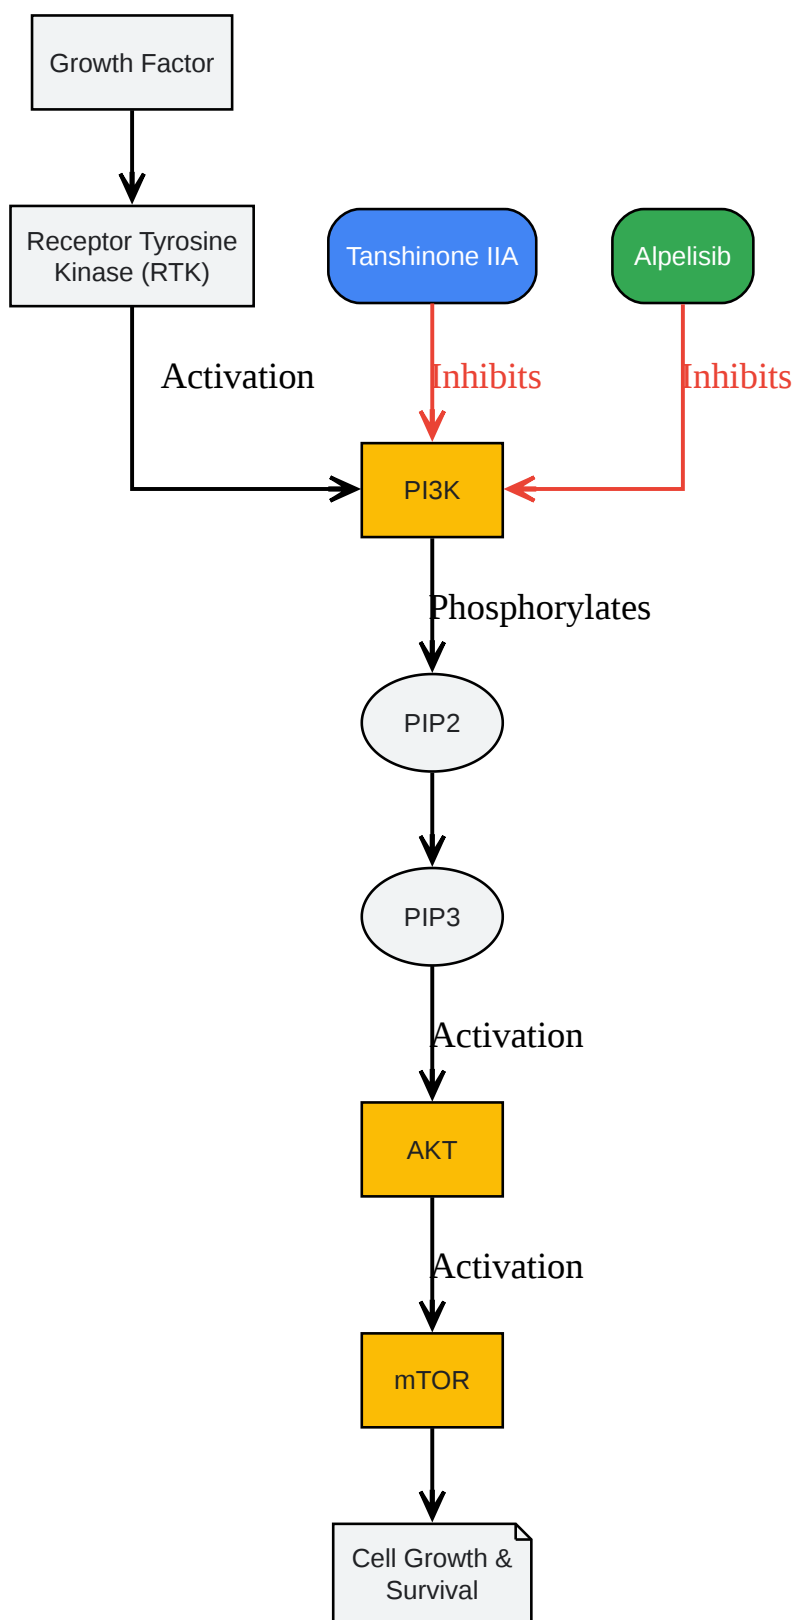 Growth Factor
Receptor Tyrosine
Kinase (RTK)
Tanshinone IIA
Alpelisib
Activation
Inhibits
Inhibits
PI3K
Phosphorylates
PIP2
PIP3
Activation
AKT
Activation
mTOR
Cell Growth &
Survival